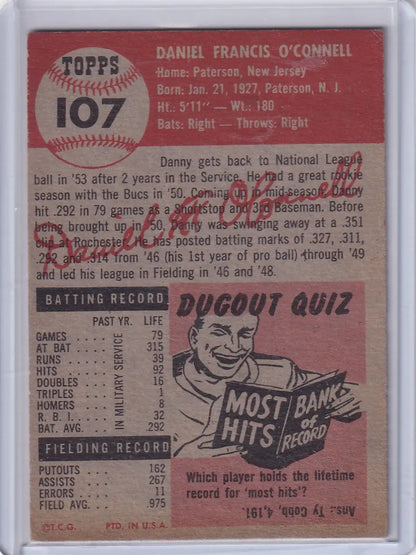 TOPPS
107
DANIEL FRANCIS O'CONNELL
Home: Paterson, New Jersey
Born: Jan. 21, 1927, Paterson, N. J.
Ht.: 5'11" — Wt.: 180
Bats: Right — Throws: Right
Danny gets back to National League
ball in '53 after 2 years in the Service. He had a great rookie
season with the Bucs in '50. Coming up in mid-season, Danny
hit .292 in 79 games as a Shortstop and 3rd Baseman. Before
being brought up in '50, Danny was swinging away at a .351
clip at Rochester. He has posted batting marks of .327, .311,
.292 and .314 from '46 (his 1st year of pro ball) through '49
and led his league in Fielding in '46 and '48.
Daniel F. O'Connell
BATTING RECORD
PAST YR. LIFE
GAMES 79
AT BAT 315
RUNS 39
HITS 92
DOUBLES 16
TRIPLES 1
HOMERS 8
R. B. I. 32
BAT. AVG. .292
IN MILITARY SERVICE
FIELDING RECORD
PUTOUTS 162
ASSISTS 267
ERRORS 11
FIELD AVG. .975
©T.C.G. PTD. IN U.S.A.
DUGOUT QUIZ
MOST
HITS
BANK
OF
RECORD
Which player holds the lifetime
record for 'most hits'?
Ans.: Ty Cobb, 4,191